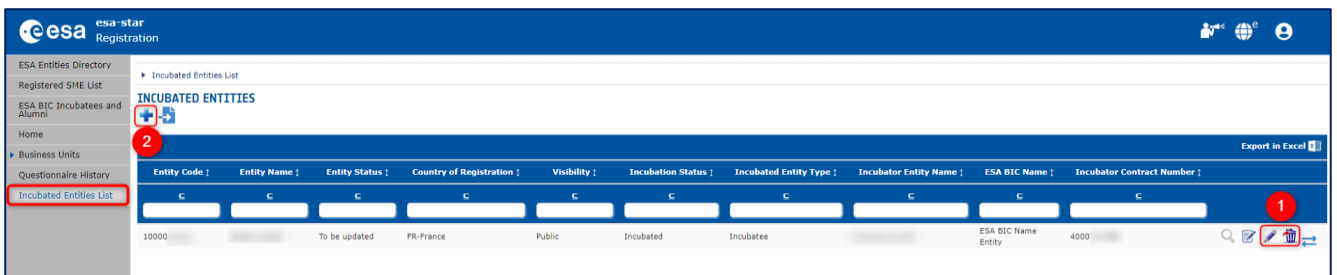 esa
esa-star
Registration
e
ESA Entities Directory
Registered SME List
ESA BIC Incubatees and
Alumni
Home
Business Units
Questionnaire History
Incubated Entities List
Incubated Entities List
INCUBATED ENTITIES
2
Export in Excel
Entity Code Entity Name Entity Status Country of Registration Visibility Incubation Status Incubated Entity Type Incubator Entity Name ESA BIC Name Incubator Contract Number
⊆ ⊆ ⊆ ⊆ ⊆ ⊆ ⊆ ⊆ ⊆ ⊆
1
10000 To be updated FR-France Public Incubated Incubatee ESA BIC Name 4000
Entity